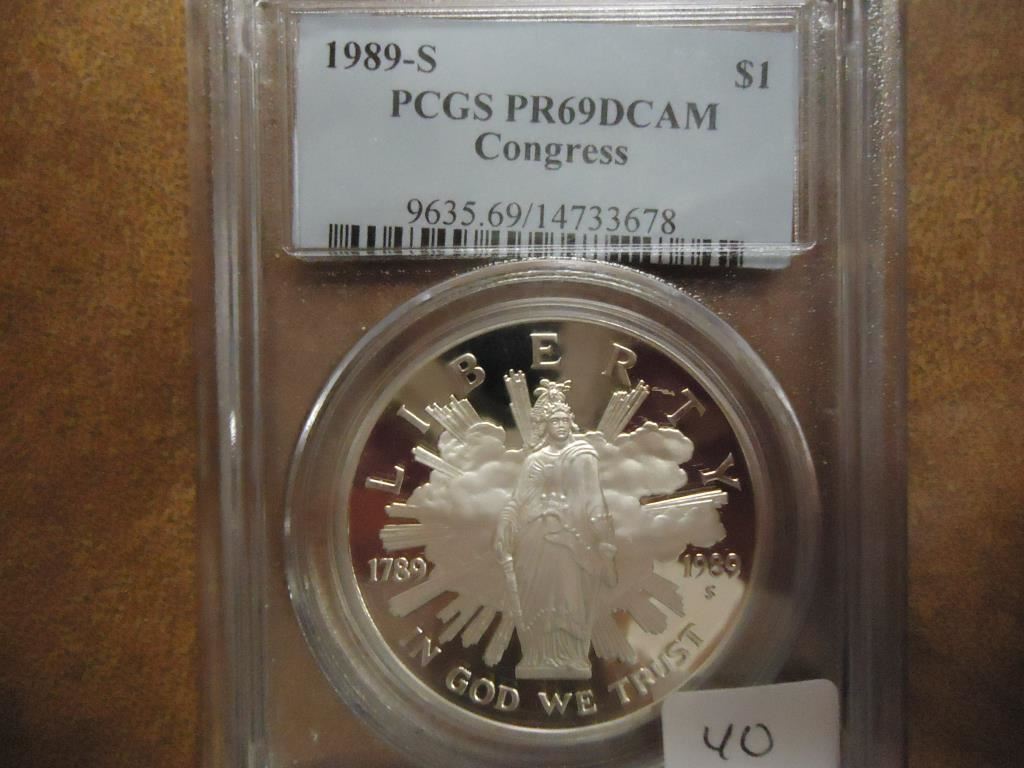 1989-S
$1
PCGS PR69DCAM
Congress
9635.69/14733678
LIBERTY
1789
1989
S
IN GOD WE TRUST
40